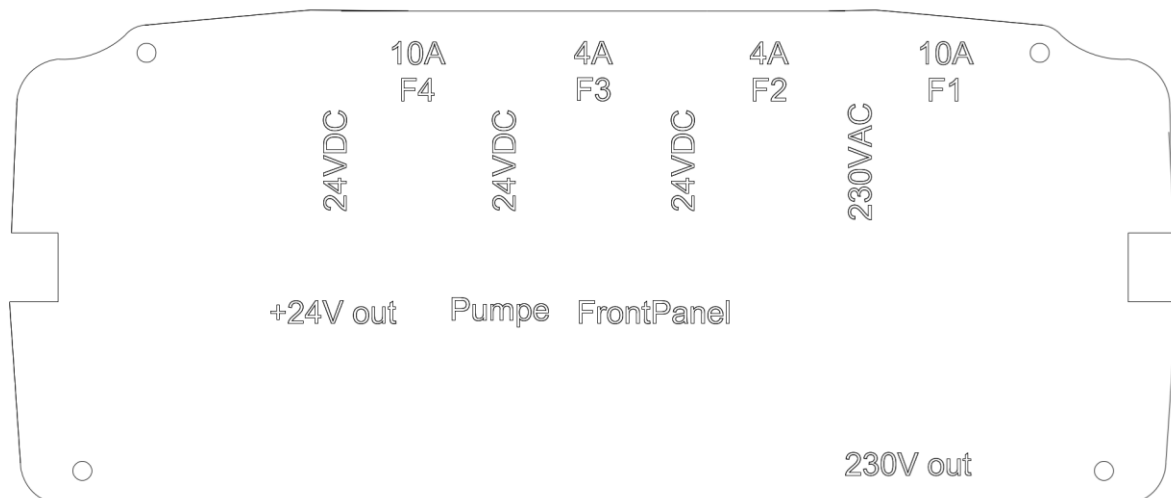 10A 4A 4A 10A
F4 F3 F2 F1
24VDC 24VDC 24VDC 230VAC
+24V out Pumpe FrontPanel
230V out